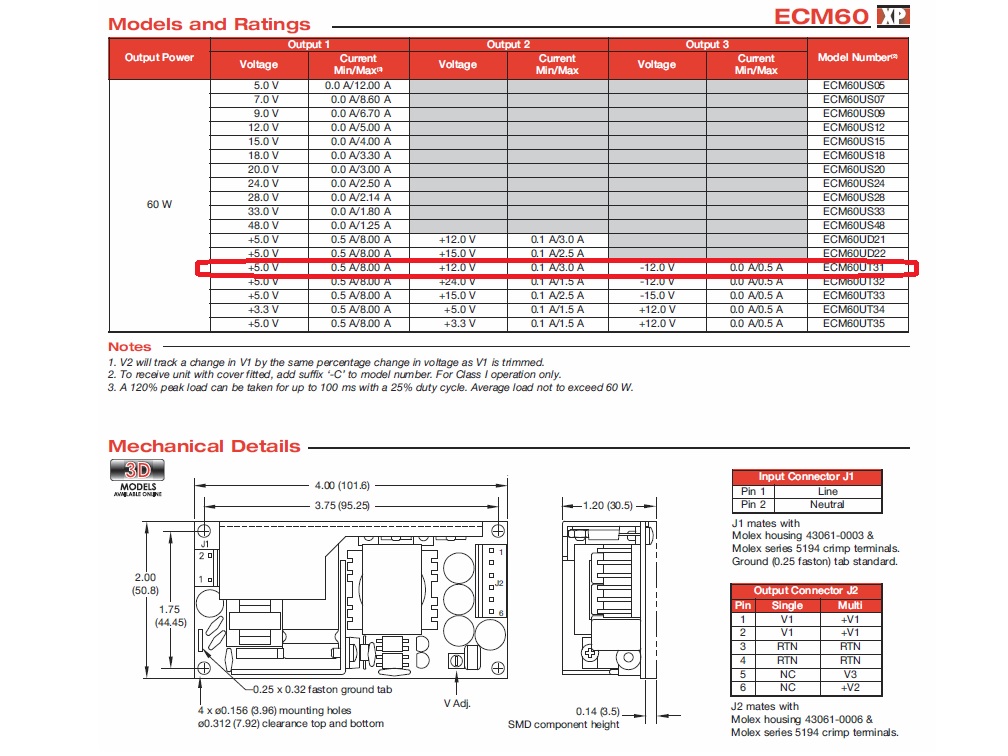 Models and Ratings
ECM60 XP
Output Power | Output 1 | Output 2 | Output 3 | Model Number(2)
Voltage | Current Min/Max(3) | Voltage | Current Min/Max | Voltage | Current Min/Max
60 W
5.0 V 0.0 A/12.00 A ECM60US05
7.0 V 0.0 A/8.60 A ECM60US07
9.0 V 0.0 A/6.70 A ECM60US09
12.0 V 0.0 A/5.00 A ECM60US12
15.0 V 0.0 A/4.00 A ECM60US15
18.0 V 0.0 A/3.30 A ECM60US18
20.0 V 0.0 A/3.00 A ECM60US20
24.0 V 0.0 A/2.50 A ECM60US24
28.0 V 0.0 A/2.14 A ECM60US28
33.0 V 0.0 A/1.80 A ECM60US33
48.0 V 0.0 A/1.25 A ECM60US48
+5.0 V 0.5 A/8.00 A +12.0 V 0.1 A/3.0 A ECM60UD21
+5.0 V 0.5 A/8.00 A +15.0 V 0.1 A/2.5 A ECM60UD22
+5.0 V 0.5 A/8.00 A +12.0 V 0.1 A/3.0 A -12.0 V 0.0 A/0.5 A ECM60UT31
+5.0 V 0.5 A/8.00 A +24.0 V 0.1 A/1.5 A -12.0 V 0.0 A/0.5 A ECM60UT32
+5.0 V 0.5 A/8.00 A +15.0 V 0.1 A/2.5 A -15.0 V 0.0 A/0.5 A ECM60UT33
+3.3 V 0.5 A/8.00 A +5.0 V 0.1 A/1.5 A +12.0 V 0.0 A/0.5 A ECM60UT34
+5.0 V 0.5 A/8.00 A +3.3 V 0.1 A/1.5 A +12.0 V 0.0 A/0.5 A ECM60UT35
Notes
1. V2 will track a change in V1 by the same percentage change in voltage as V1 is trimmed.
2. To receive unit with cover fitted, add suffix '-C' to model number. For Class I operation only.
3. A 120% peak load can be taken for up to 100 ms with a 25% duty cycle. Average load not to exceed 60 W.
Mechanical Details
3D
MODELS
AVAILABLE ONLINE
4.00 (101.6)
3.75 (95.25)
2.00
(50.8)
1.75
(44.45)
J1
2
1
1
J2
6
0.25 x 0.32 faston ground tab
4 x ø0.156 (3.96) mounting holes
ø0.312 (7.92) clearance top and bottom
V Adj.
1.20 (30.5)
0.14 (3.5)
SMD component height
Input Connector J1
Pin 1 Line
Pin 2 Neutral
J1 mates with
Molex housing 43061-0003 &
Molex series 5194 crimp terminals.
Ground (0.25 faston) tab standard.
Output Connector J2
Pin Single Multi
1 V1 +V1
2 V1 +V1
3 RTN RTN
4 RTN RTN
5 NC V3
6 NC +V2
J2 mates with
Molex housing 43061-0006 &
Molex series 5194 crimp terminals.